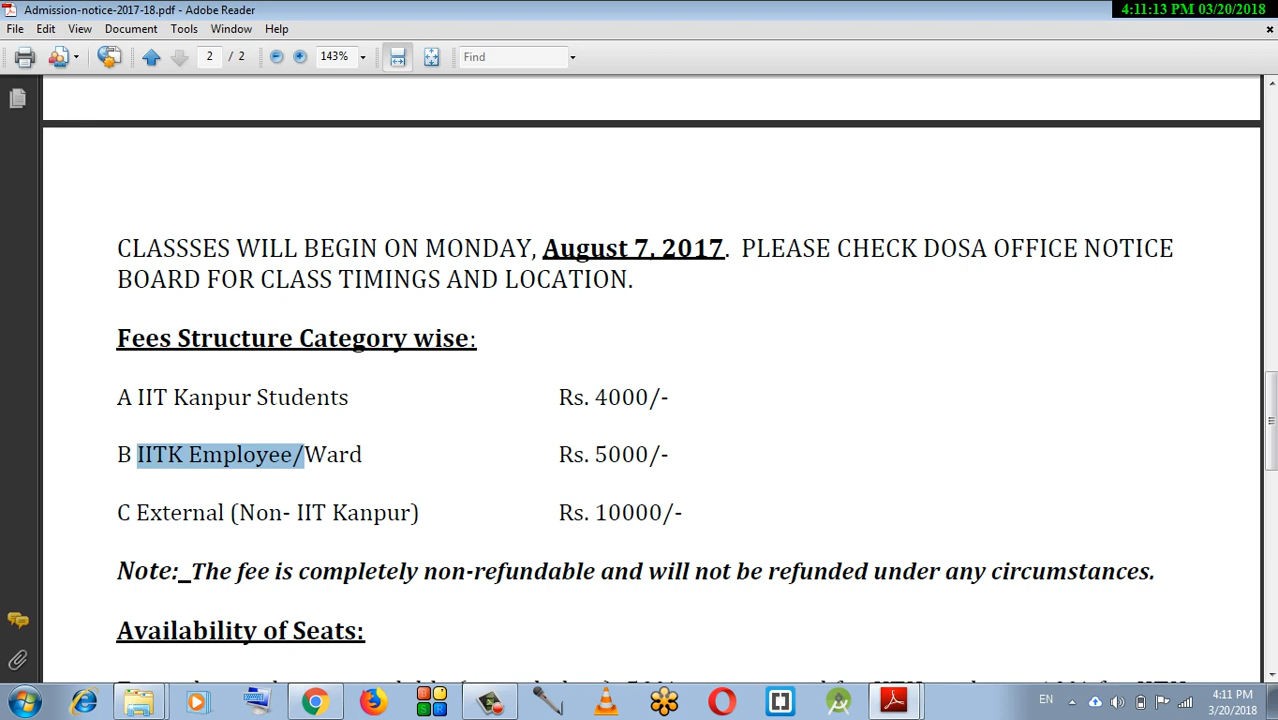 Admission-notice-2017-18.pdf - Adobe Reader
4:11:13 PM 03/20/2018
File Edit View Document Tools Window Help
2 / 2 143% Find
CLASSSES WILL BEGIN ON MONDAY, August 7, 2017. PLEASE CHECK DOSA OFFICE NOTICE
BOARD FOR CLASS TIMINGS AND LOCATION.
Fees Structure Category wise:
A IIT Kanpur Students Rs. 4000/-
B IITK Employee/Ward Rs. 5000/-
C External (Non- IIT Kanpur) Rs. 10000/-
Note:_The fee is completely non-refundable and will not be refunded under any circumstances.
Availability of Seats:
EN 4:11 PM
3/20/2018